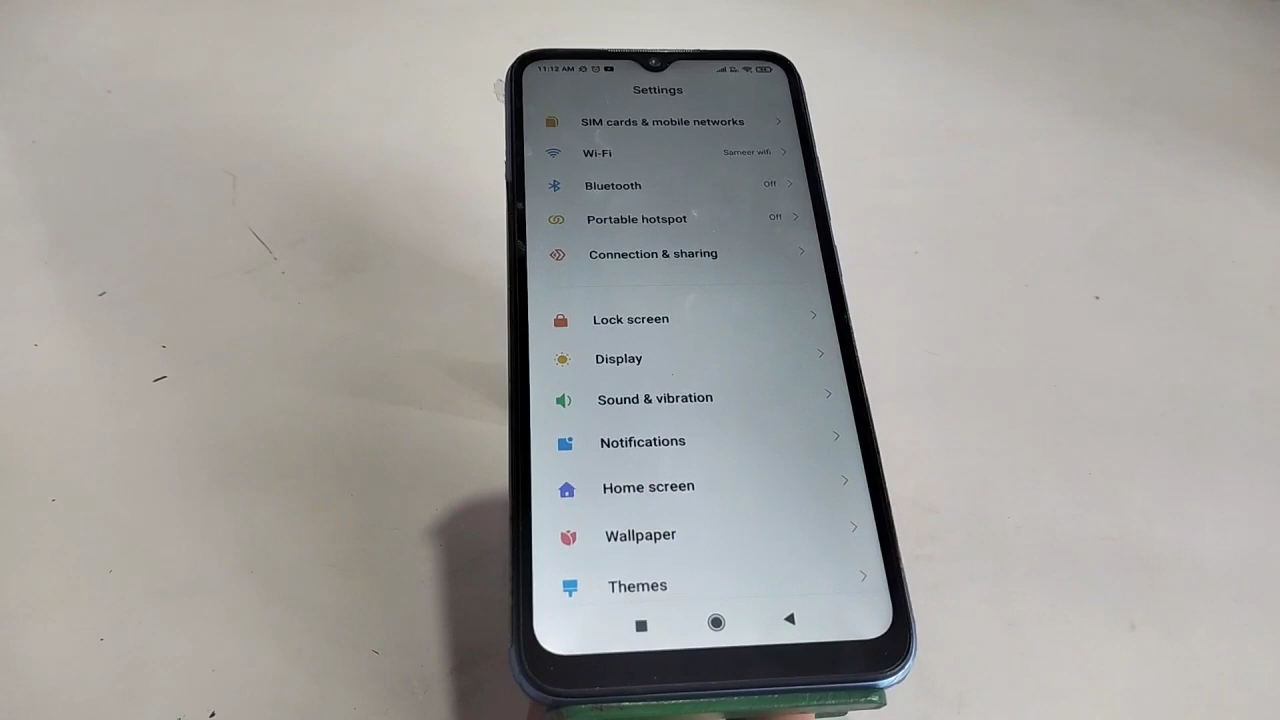 11:12 AM
Settings
SIM cards & mobile networks
Wi-Fi Sameer wifi
Bluetooth Off
Portable hotspot Off
Connection & sharing
Lock screen
Display
Sound & vibration
Notifications
Home screen
Wallpaper
Themes